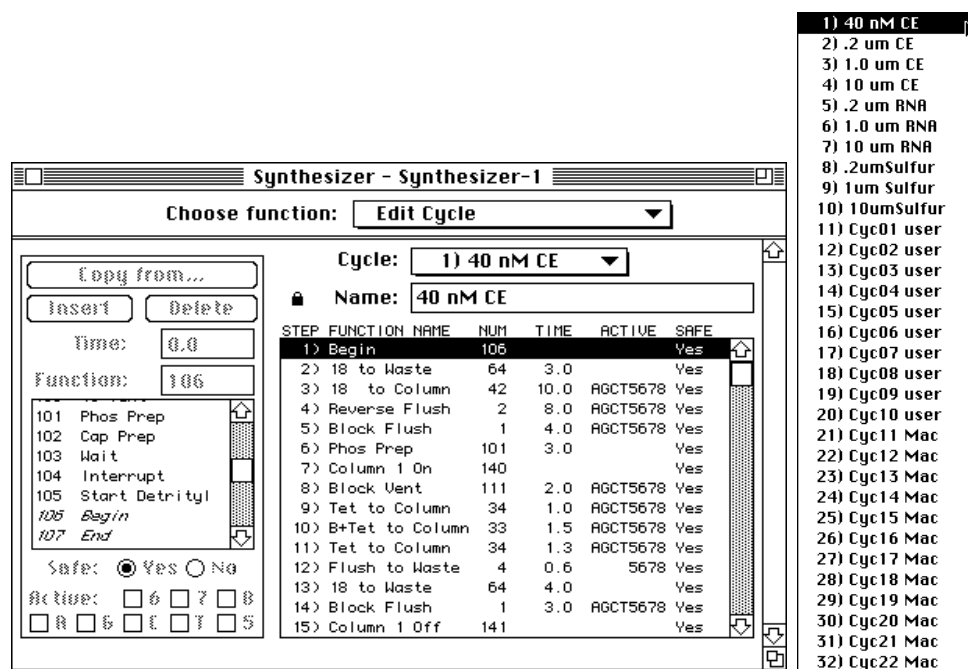 Synthesizer - Synthesizer-1
Choose function: Edit Cycle
Copy from...
Insert Delete
Time: 0.0
Function: 106
101 Phos Prep
102 Cap Prep
103 Wait
104 Interrupt
105 Start Detrityl
106 Begin
107 End
Safe: Yes No
Active: 6 7 8
A G C T 5
Cycle: 1) 40 nM CE
Name: 40 nM CE
STEP FUNCTION NAME NUM TIME ACTIVE SAFE
1) Begin 106 Yes
2) 18 to Waste 64 3.0 Yes
3) 18 to Column 42 10.0 AGCT5678 Yes
4) Reverse Flush 2 8.0 AGCT5678 Yes
5) Block Flush 1 4.0 AGCT5678 Yes
6) Phos Prep 101 3.0 Yes
7) Column 1 On 140 Yes
8) Block Vent 111 2.0 AGCT5678 Yes
9) Tet to Column 34 1.0 AGCT5678 Yes
10) B+Tet to Column 33 1.5 AGCT5678 Yes
11) Tet to Column 34 1.3 AGCT5678 Yes
12) Flush to Waste 4 0.6 5678 Yes
13) 18 to Waste 64 4.0 Yes
14) Block Flush 1 3.0 AGCT5678 Yes
15) Column 1 Off 141 Yes
1) 40 nM CE
2) .2 um CE
3) 1.0 um CE
4) 10 um CE
5) .2 um RNA
6) 1.0 um RNA
7) 10 um RNA
8) .2umSulfur
9) 1um Sulfur
10) 10umSulfur
11) Cyc01 user
12) Cyc02 user
13) Cyc03 user
14) Cyc04 user
15) Cyc05 user
16) Cyc06 user
17) Cyc07 user
18) Cyc08 user
19) Cyc09 user
20) Cyc10 user
21) Cyc11 Mac
22) Cyc12 Mac
23) Cyc13 Mac
24) Cyc14 Mac
25) Cyc15 Mac
26) Cyc16 Mac
27) Cyc17 Mac
28) Cyc18 Mac
29) Cyc19 Mac
30) Cyc20 Mac
31) Cyc21 Mac
32) Cyc22 Mac